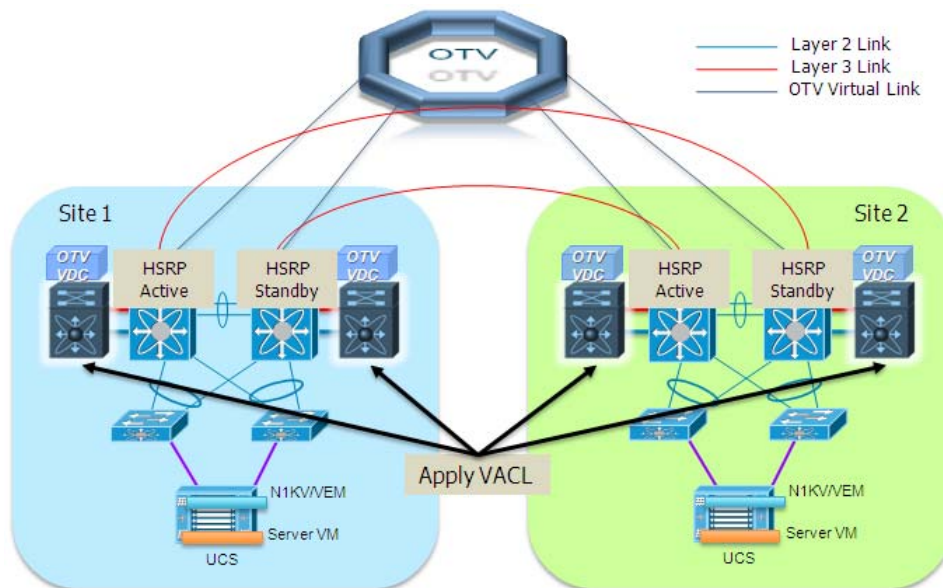 OTV
OTV
Layer 2 Link
Layer 3 Link
OTV Virtual Link
Site 1
Site 2
OTV
VDC
HSRP
Active
HSRP
Standby
OTV
VDC
OTV
VDC
HSRP
Active
HSRP
Standby
OTV
VDC
Apply VACL
N1KV/VEM
Server VM
UCS
N1KV/VEM
Server VM
UCS